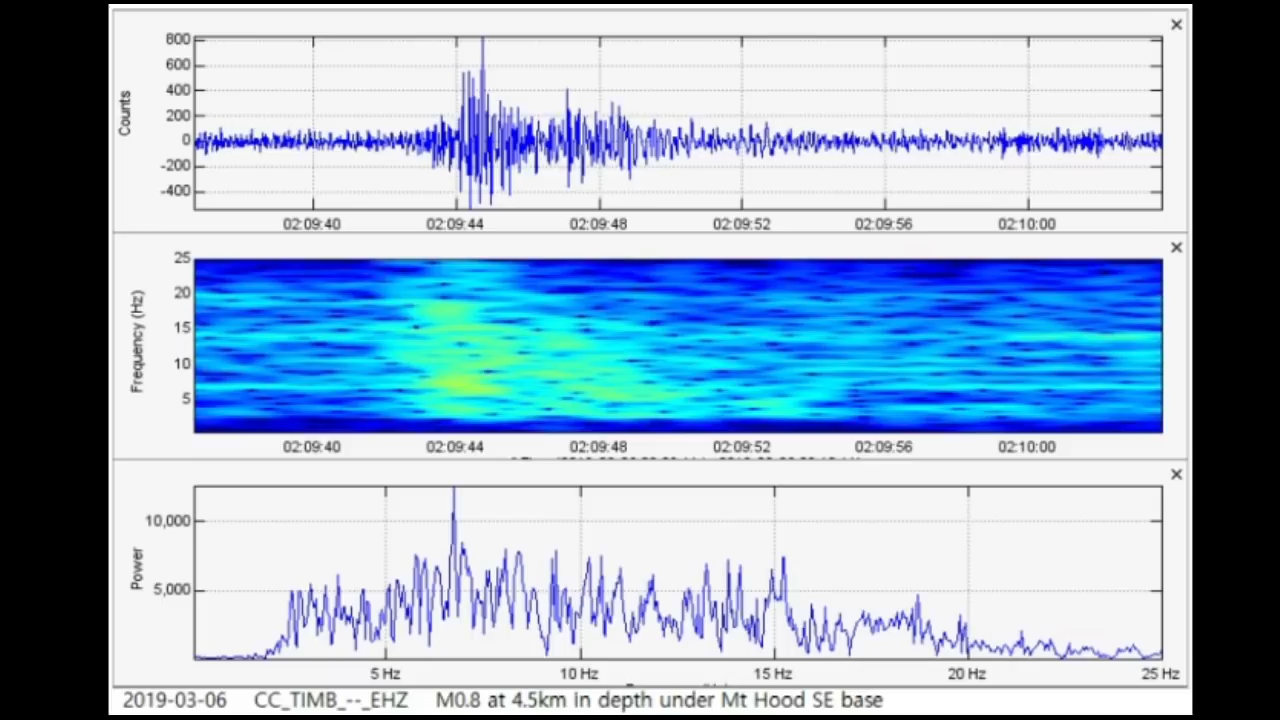 800
600
400
200
0
-200
-400
Counts
02:09:40 02:09:44 02:09:48 02:09:52 02:09:56 02:10:00
25
20
15
10
5
Frequency (Hz)
02:09:40 02:09:44 02:09:48 02:09:52 02:09:56 02:10:00
10,000
5,000
Power
5 Hz 10 Hz 15 Hz 20 Hz 25 Hz
2019-03-06 CC_TIMB_--_EHZ M0.8 at 4.5km in depth under Mt Hood SE base